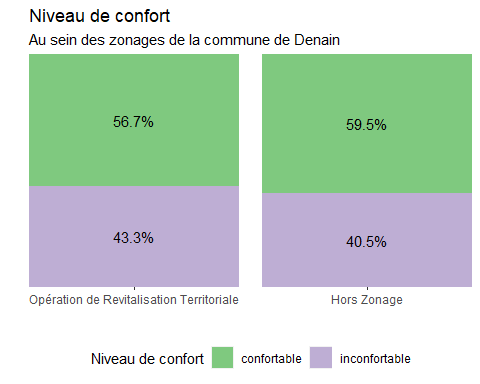 Niveau de confort
Au sein des zonages de la commune de Denain
56.7%
59.5%
43.3%
40.5%
Opération de Revitalisation Territoriale
Hors Zonage
Niveau de confort
confortable
inconfortable